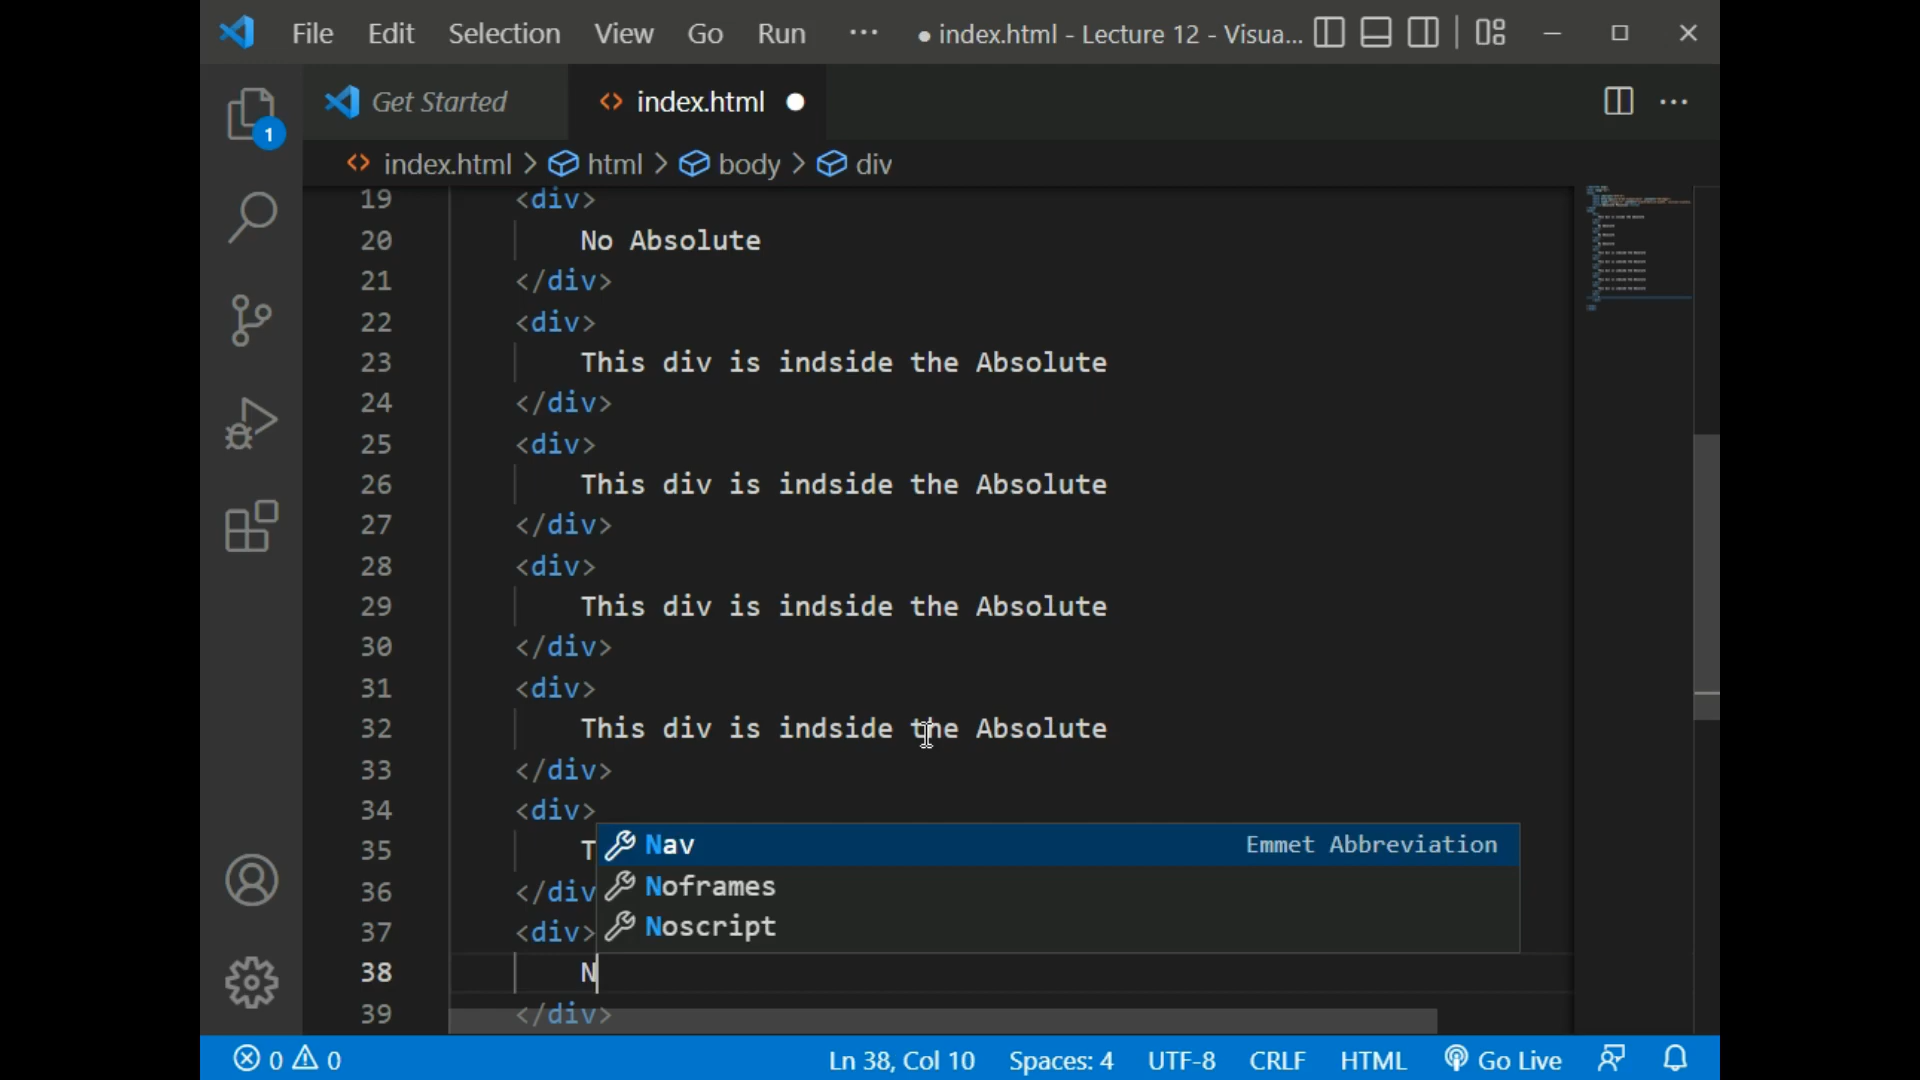 File Edit Selection View Go Run ··· ● index.html - Lecture 12 - Visua...
Get Started <> index.html ●
1
<> index.html > html > body > div
19 <div>
20 No Absolute
21 </div>
22 <div>
23 This div is indside the Absolute
24 </div>
25 <div>
26 This div is indside the Absolute
27 </div>
28 <div>
29 This div is indside the Absolute
30 </div>
31 <div>
32 This div is indside the Absolute
33 </div>
34 <div>
35 T
Nav Emmet Abbreviation
Noframes
36 </div
Noscript
37 <div>
38 N
39 </div>
0 0 Ln 38, Col 10 Spaces: 4 UTF-8 CRLF HTML Go Live